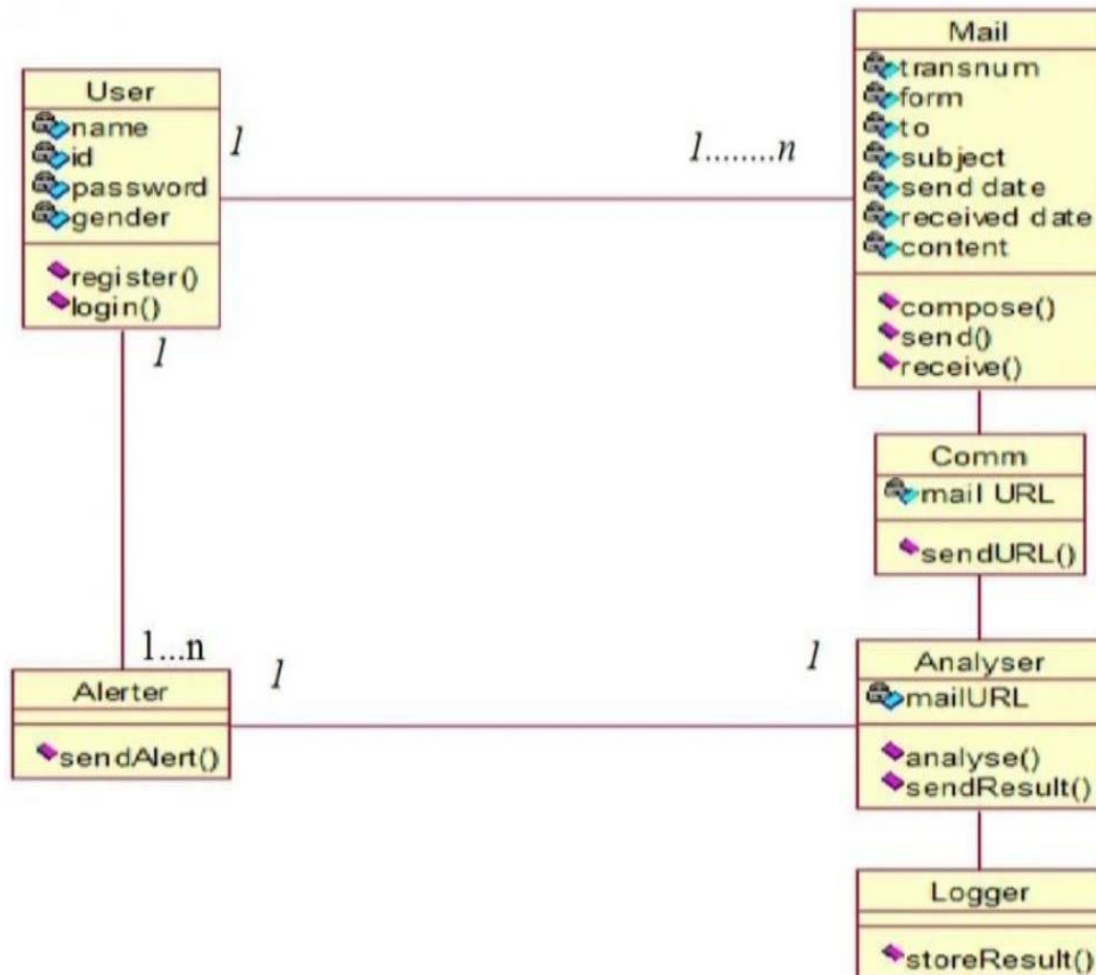 User
name
id
password
gender
register()
login()
1
1........n
Mail
transnum
form
to
subject
send date
received date
content
compose()
send()
receive()
1
Comm
mail URL
sendURL()
1...n
Alerter
sendAlert()
1
1
Analyser
mailURL
analyse()
sendResult()
Logger
storeResult()